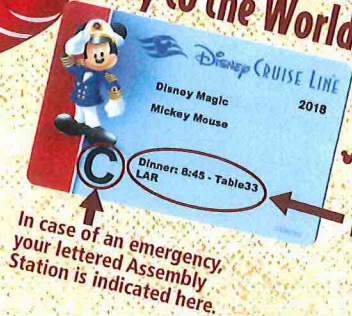 y to the World
Disney CRUISE LINE
Disney Magic 2018
Mickey Mouse
C
Dinner: 8:45 - Table33
LAR
In case of an emergency,
your lettered Assembly
Station is indicated here.